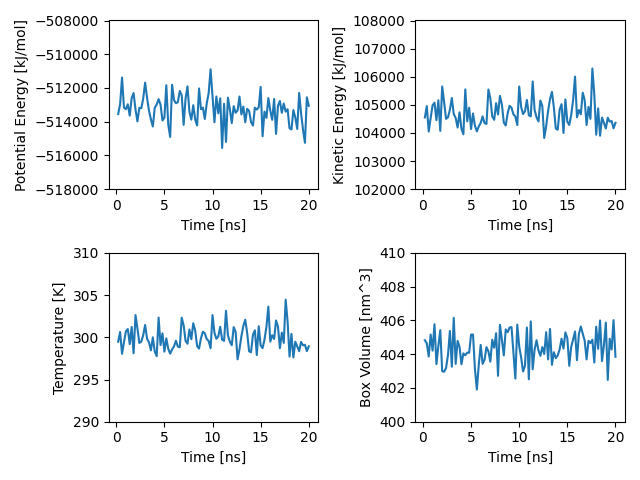 Potential Energy [kJ/mol]
−508000
−510000
−512000
−514000
−516000
−518000
0 5 10 15 20
Time [ns]
Kinetic Energy [kJ/mol]
108000
107000
106000
105000
104000
103000
102000
0 5 10 15 20
Time [ns]
Temperature [K]
310
305
300
295
290
0 5 10 15 20
Time [ns]
Box Volume [nm^3]
410
408
406
404
402
400
0 5 10 15 20
Time [ns]